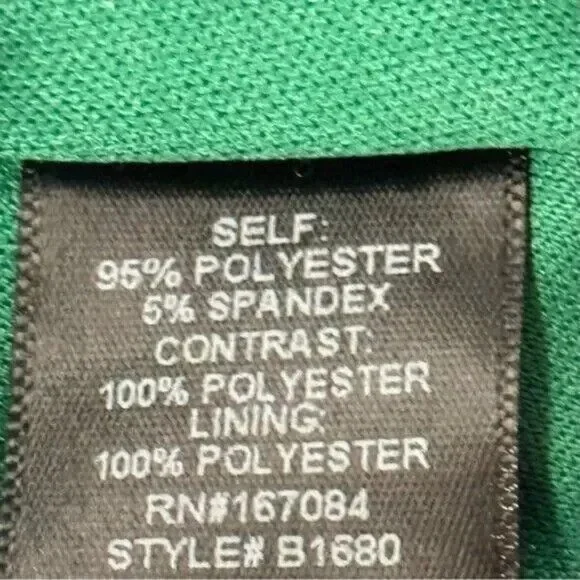 SELF:
95% POLYESTER
5% SPANDEX
CONTRAST:
100% POLYESTER
LINING:
100% POLYESTER
RN#167084
STYLE# B1680